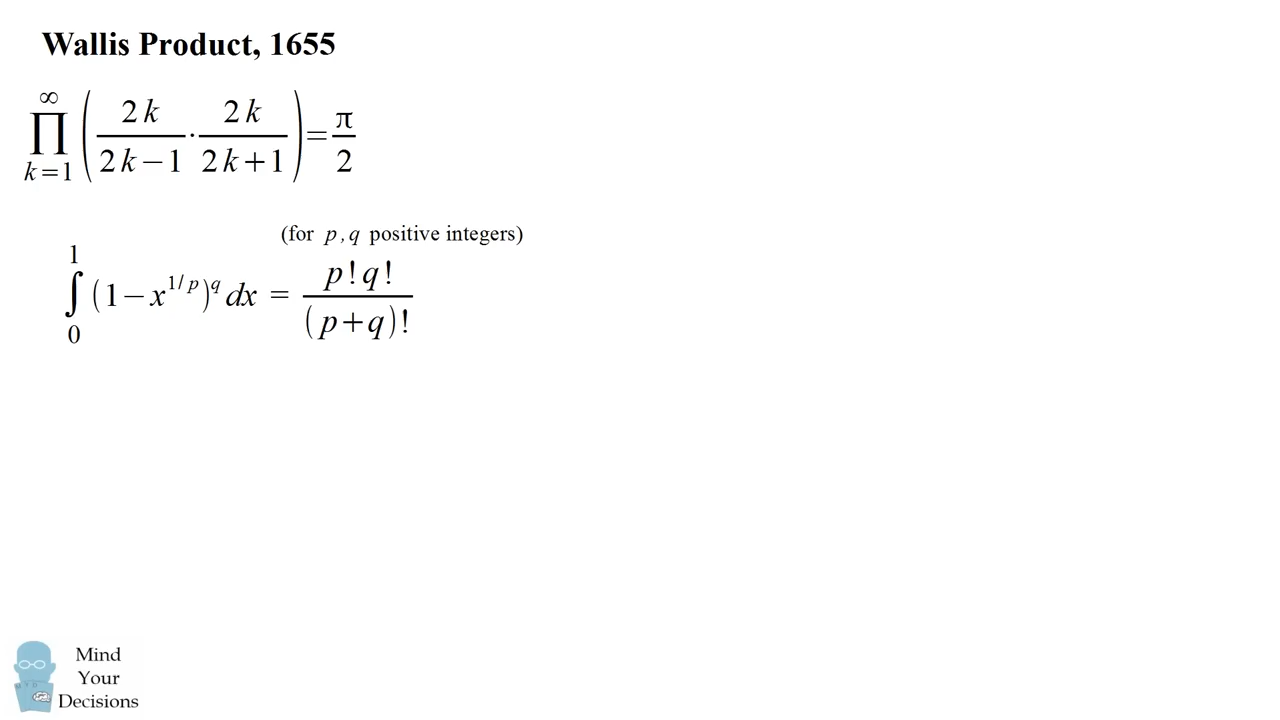 Wallis Product, 1655
∏_{k=1}^{∞} (2k/(2k−1) · 2k/(2k+1)) = π/2
(for p,q positive integers)
∫_0^1 (1−x^{1/p})^q dx = p!q!/(p+q)!
Mind
Your
Decisions